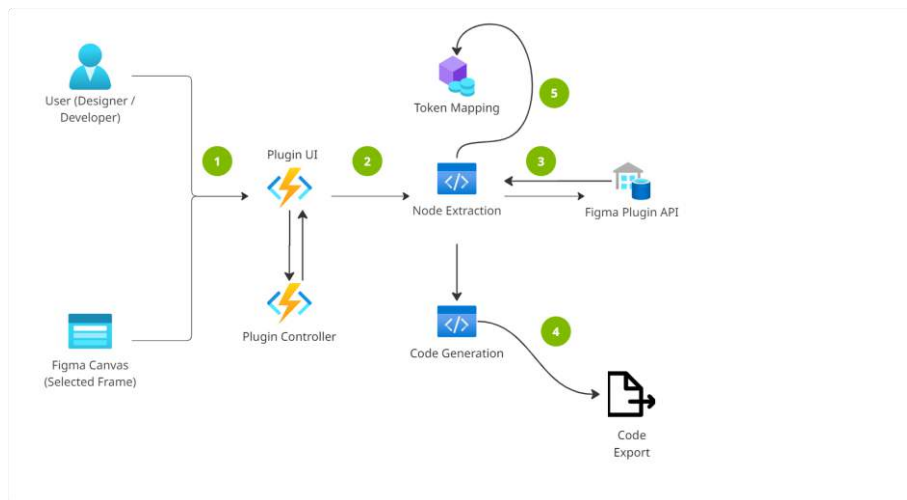 Token Mapping
5
User (Designer /
Developer)
1
Plugin UI
2
3
Node Extraction
Figma Plugin API
Plugin Controller
4
Code Generation
Figma Canvas
(Selected Frame)
Code
Export